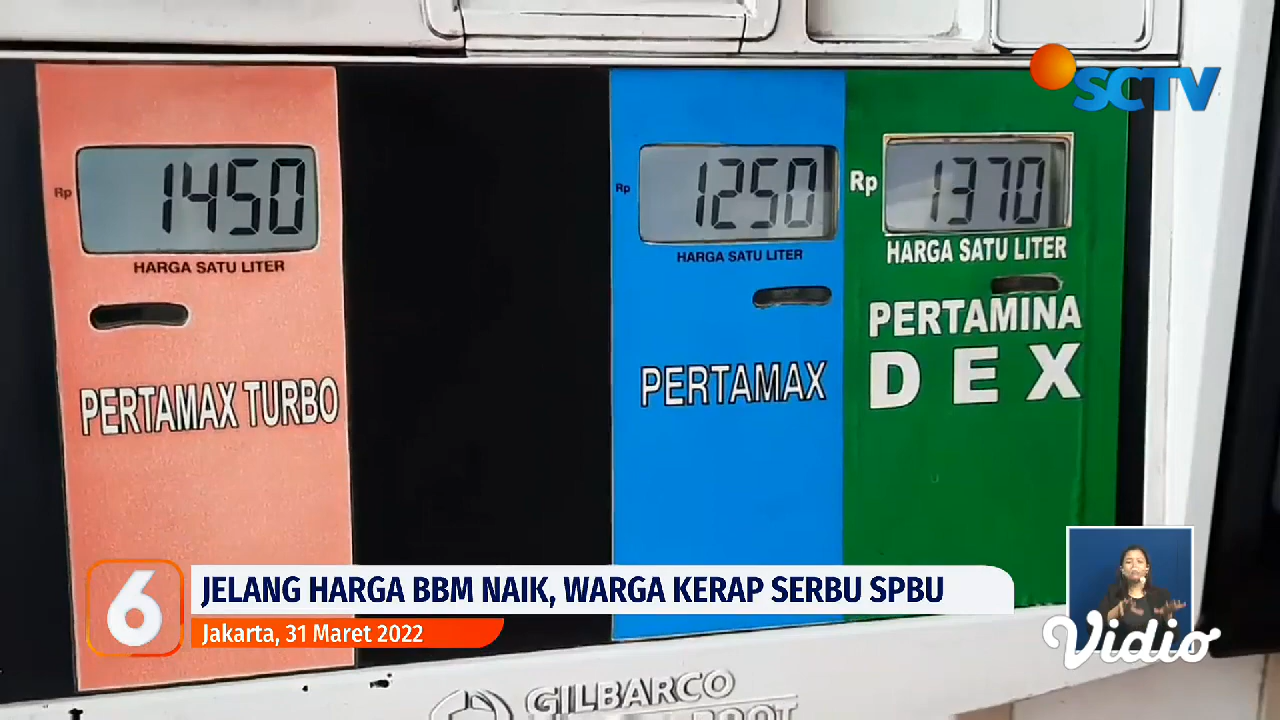 SCTV
Rp 1450
HARGA SATU LITER
PERTAMAX TURBO
Rp 1250
HARGA SATU LITER
PERTAMAX
Rp 1370
HARGA SATU LITER
PERTAMINA
DEX
6
JELANG HARGA BBM NAIK, WARGA KERAP SERBU SPBU
Jakarta, 31 Maret 2022
Vidio
GILBARCO